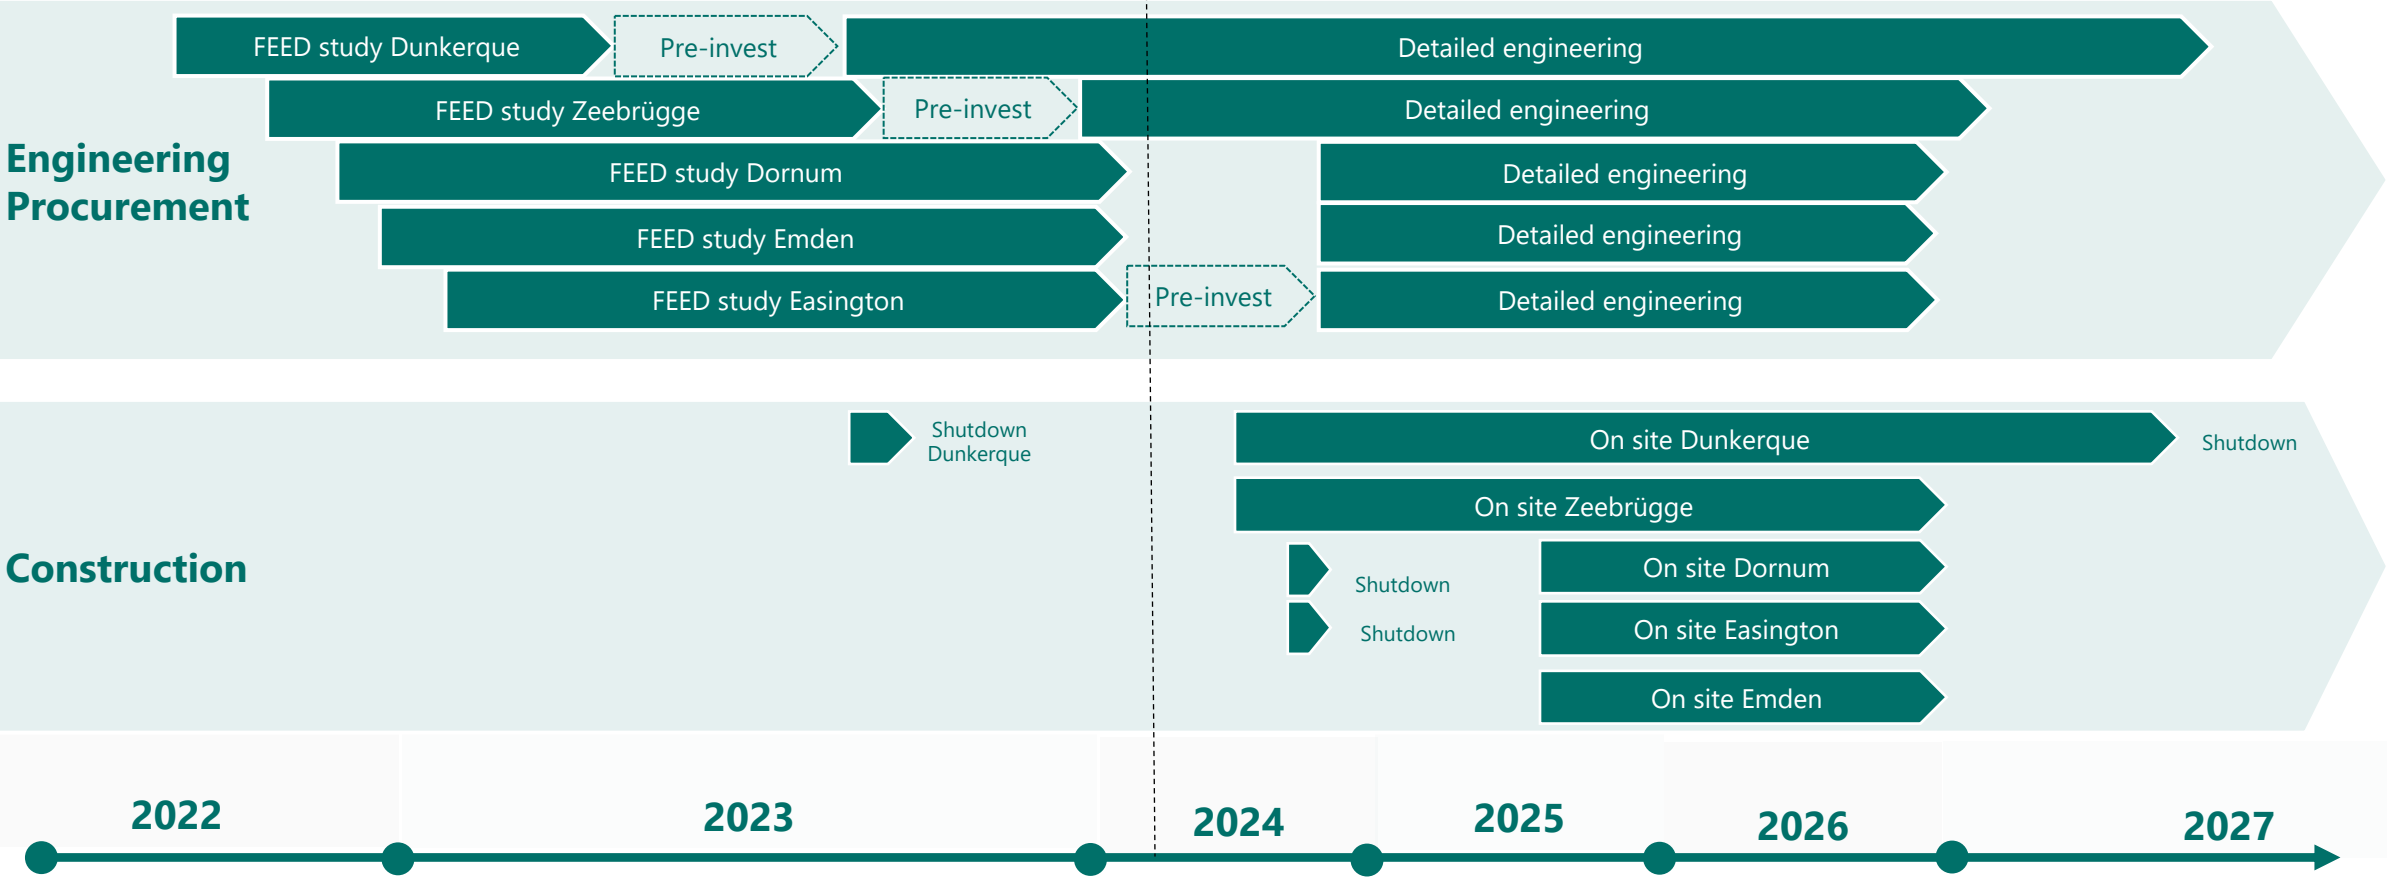 FEED study Dunkerque
Pre-invest
Detailed engineering
FEED study Zeebrügge
Pre-invest
Detailed engineering
Engineering
Procurement
FEED study Dornum
Detailed engineering
FEED study Emden
Detailed engineering
FEED study Easington
Pre-invest
Detailed engineering
Shutdown
Dunkerque
On site Dunkerque
Shutdown
On site Zeebrügge
Construction
Shutdown
On site Dornum
Shutdown
On site Easington
On site Emden
2022
2023
2024
2025
2026
2027